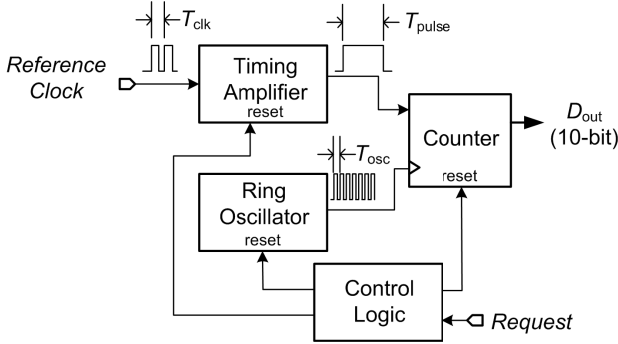 Tclk
Tpulse
Reference
Clock
Timing
Amplifier
reset
Counter
reset
Dout
(10-bit)
Tosc
Ring
Oscillator
reset
Control
Logic
Request